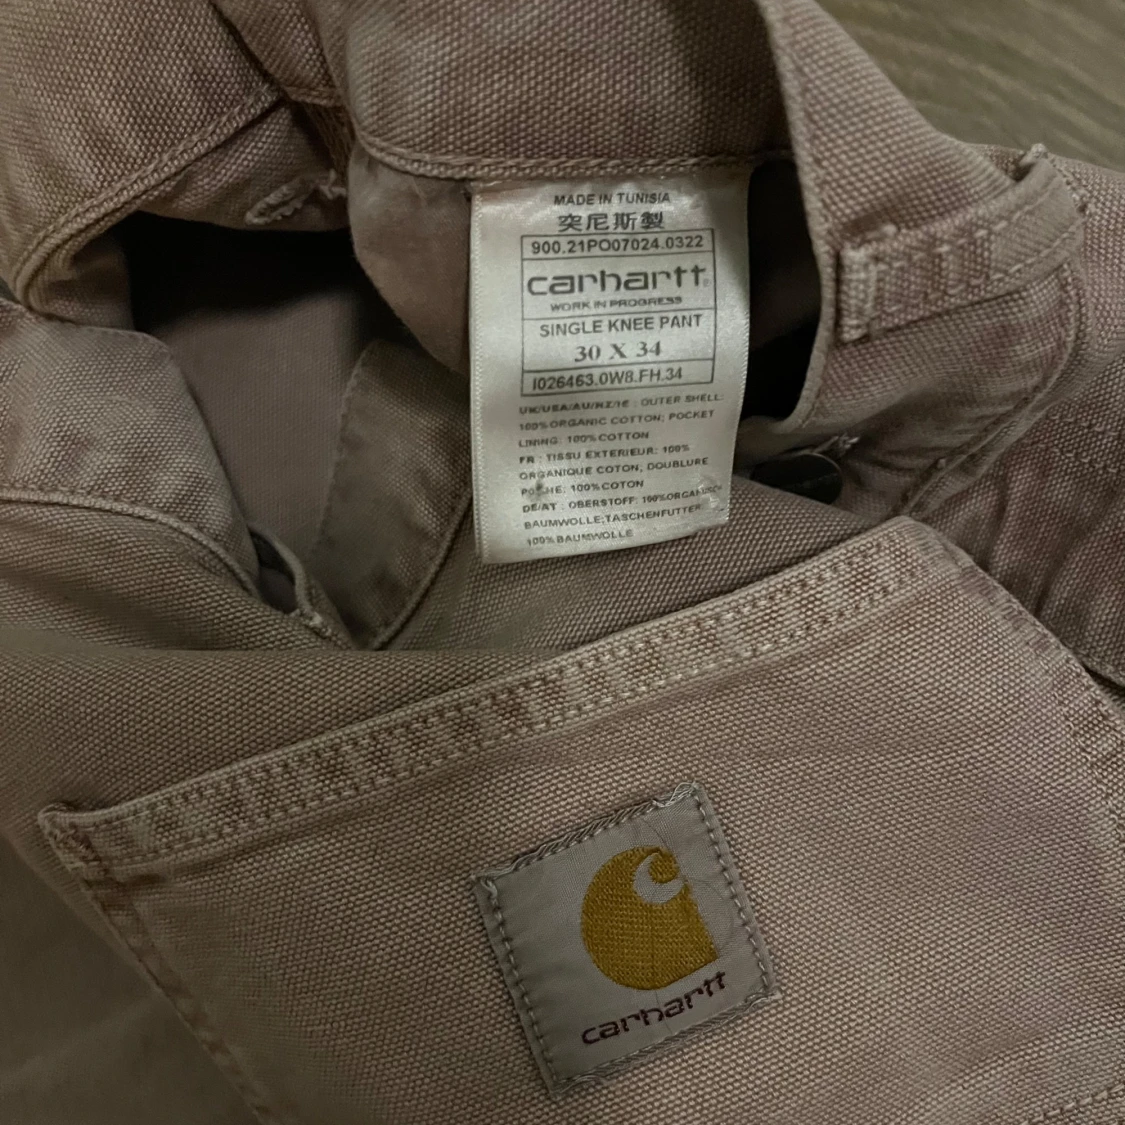 MADE IN TUNISIA
突尼斯製
900.21PO07024.0322
carhartt
WORK IN PROGRESS
SINGLE KNEE PANT
30 X 34
I026463.0W8.FH.34
UK/USA/AU/NZ/IE : OUTER SHELL:
100% ORGANIC COTTON; POCKET
LINING: 100% COTTON
FR : TISSU EXTERIEUR: 100%
ORGANIQUE COTON; DOUBLURE
POCHE: 100% COTON
DE/AT : OBERSTOFF: 100% ORGANISCH
BAUMWOLLE;TASCHENFUTTER
100% BAUMWOLLE
carhartt